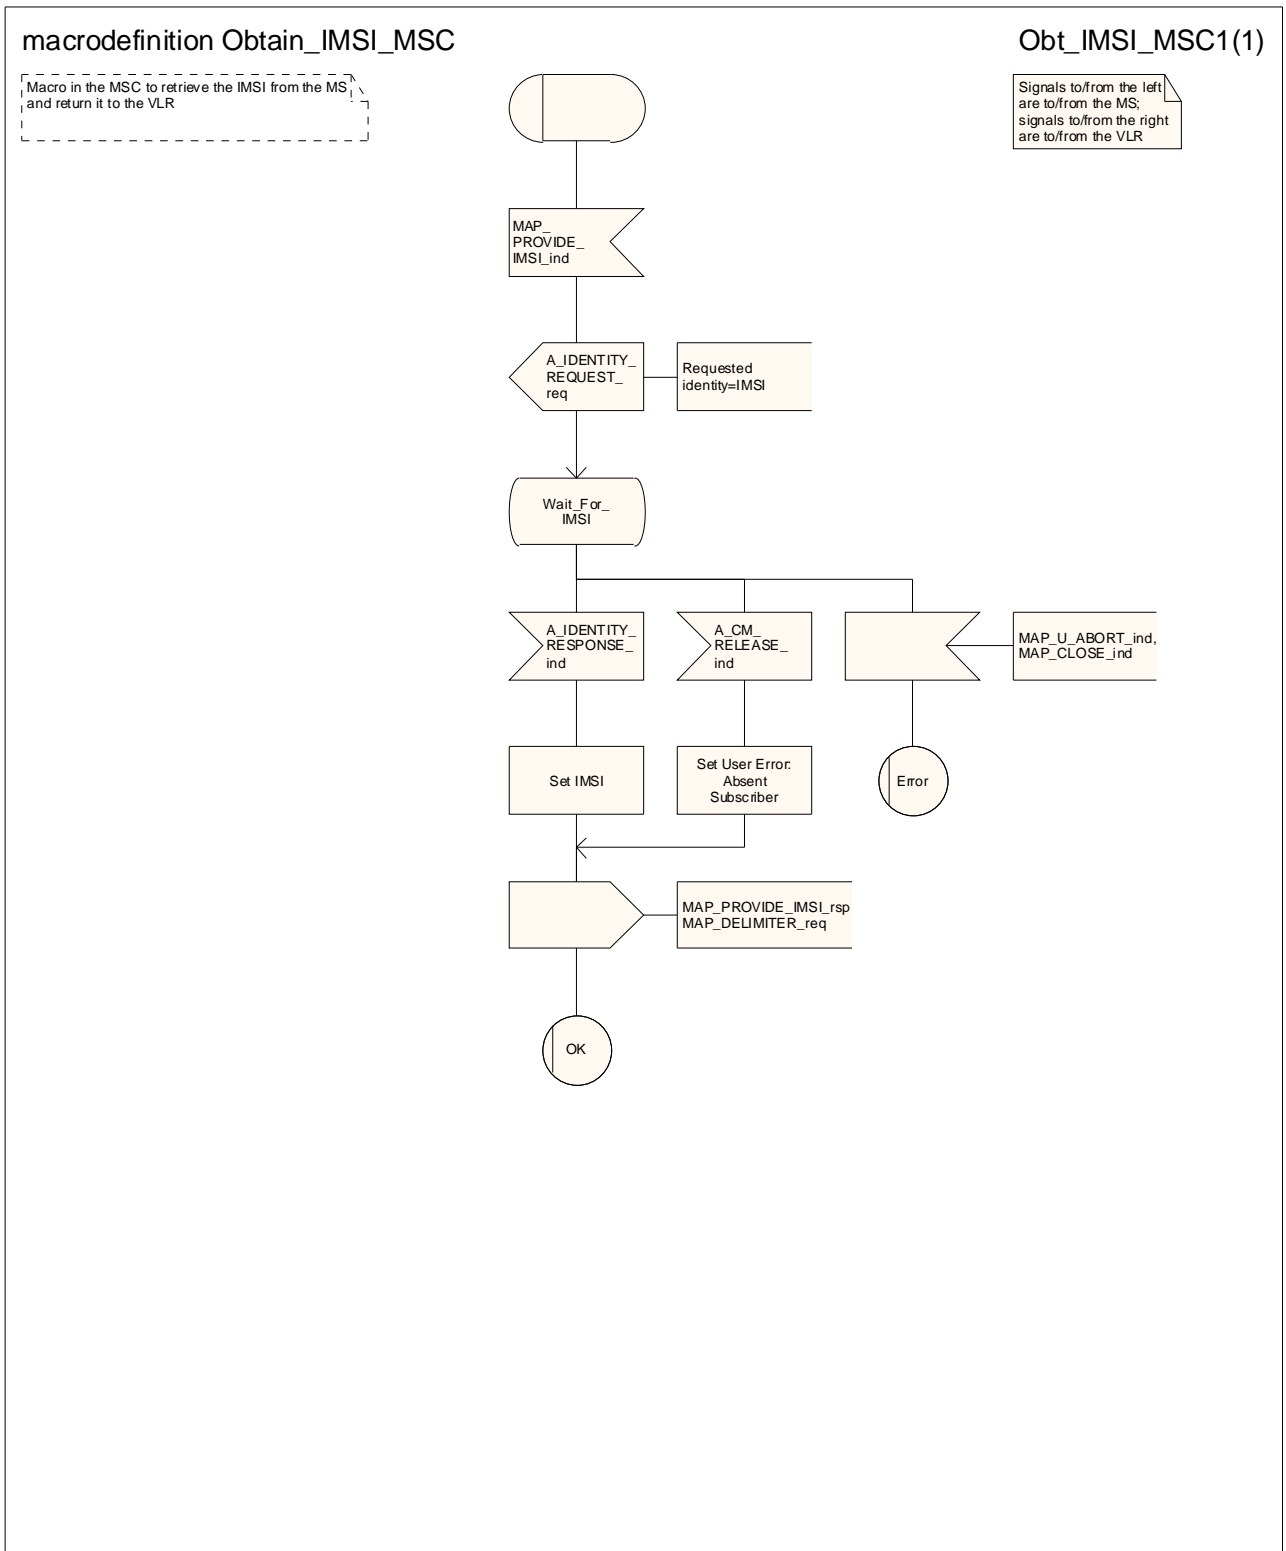 macrodefinition Obtain_IMSI_MSC
Obt_IMSI_MSC1(1)
Macro in the MSC to retrieve the IMSI from the MS
and return it to the VLR
Signals to/from the left
are to/from the MS;
signals to/from the right
are to/from the VLR
MAP_
PROVIDE_
IMSI_ind
A_IDENTITY_
REQUEST_
req
Requested
identity=IMSI
Wait_For_
IMSI
A_IDENTITY_
RESPONSE_
ind
A_CM_
RELEASE_
ind
MAP_U_ABORT_ind,
MAP_CLOSE_ind
Set IMSI
Set User Error:
Absent
Subscriber
Error
MAP_PROVIDE_IMSI_rsp
MAP_DELIMITER_req
OK